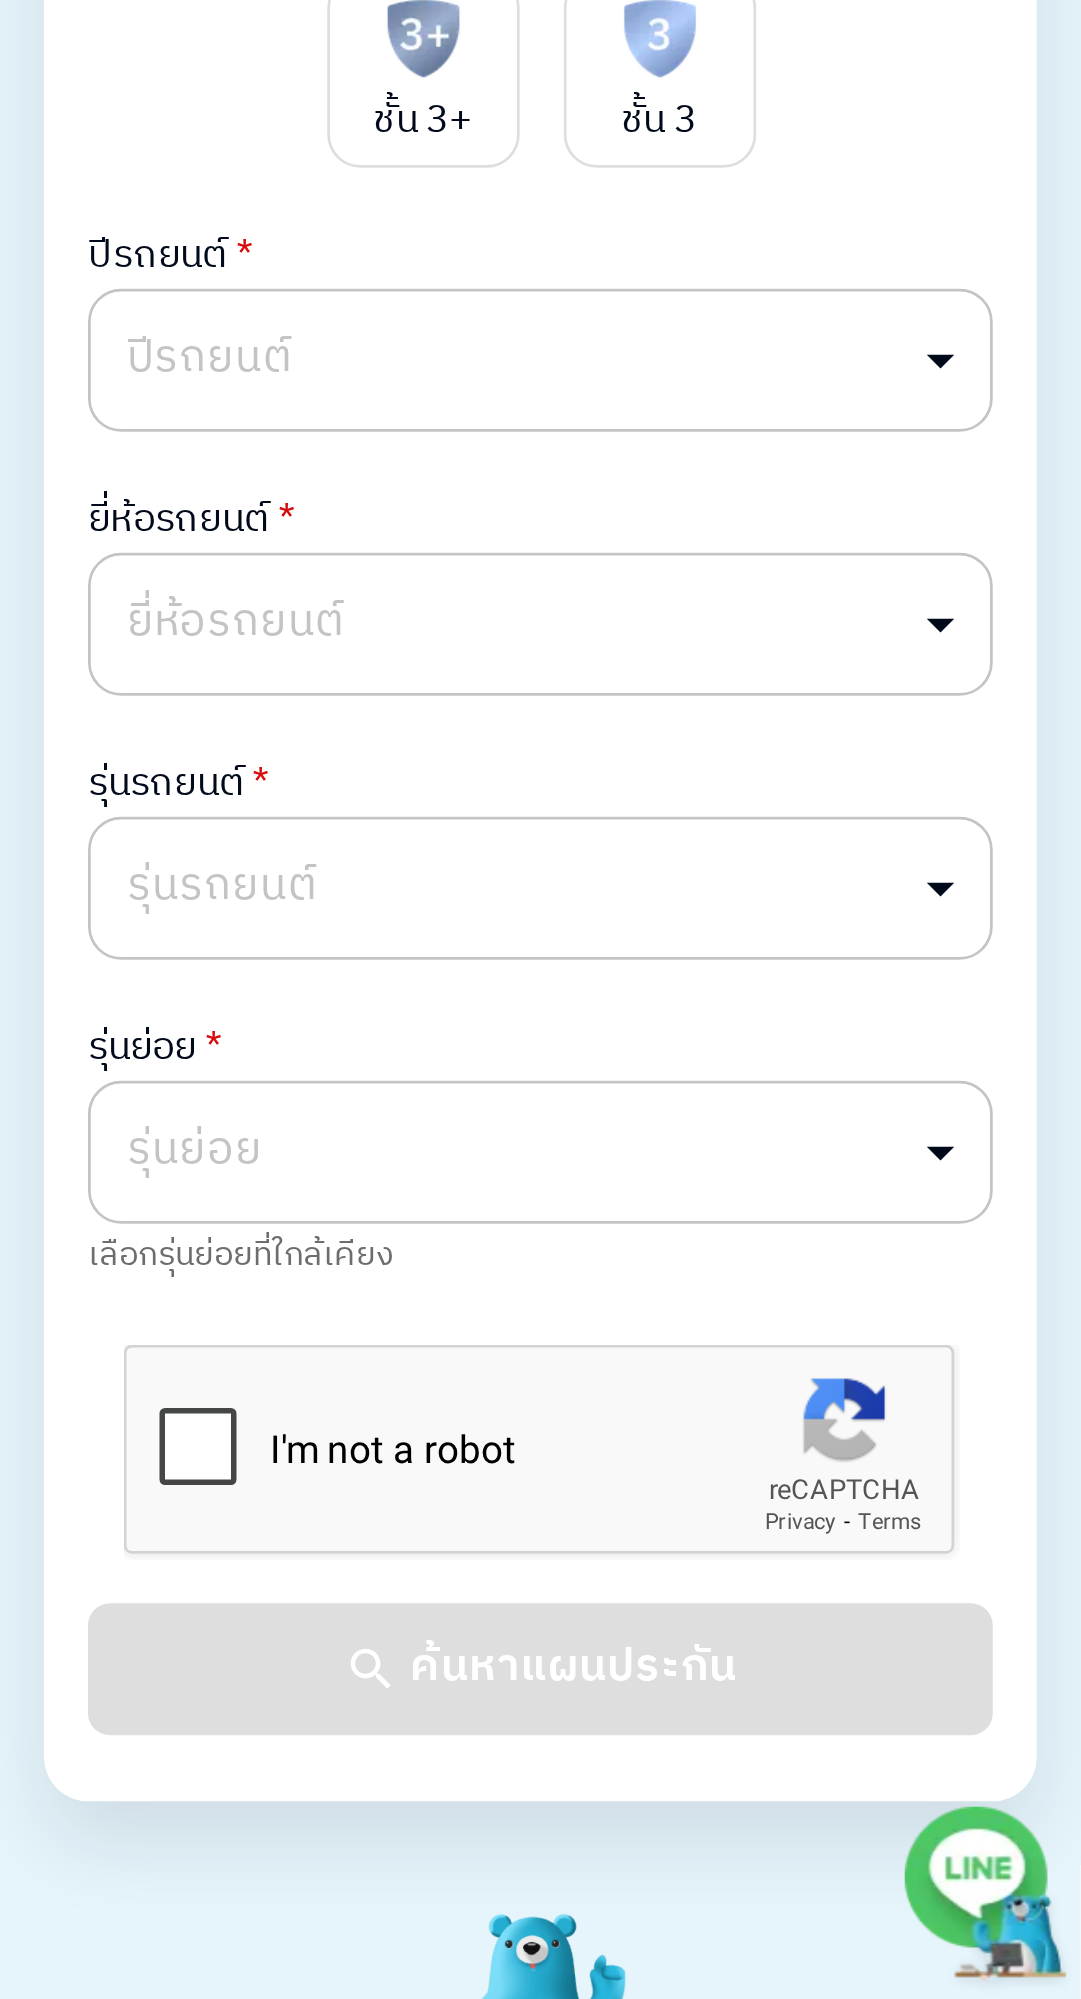 3+ 3
ชั้น 3+ ชั้น 3
ปีรถยนต์ *
ปีรถยนต์
ยี่ห้อรถยนต์ *
ยี่ห้อรถยนต์
รุ่นรถยนต์ *
รุ่นรถยนต์
รุ่นย่อย *
รุ่นย่อย
เลือกรุ่นย่อยที่ใกล้เคียง
I'm not a robot
reCAPTCHA
Privacy - Terms
ค้นหาแผนประกัน
LINE